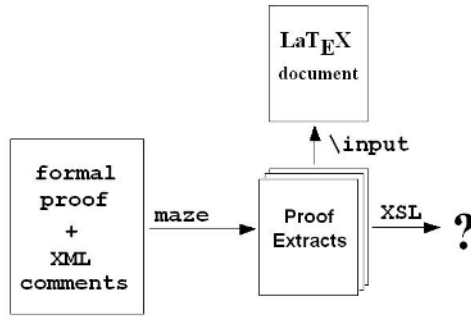 LaTEX
document
\input
formal
proof
+
XML
comments
maze
Proof
Extracts
XSL
?